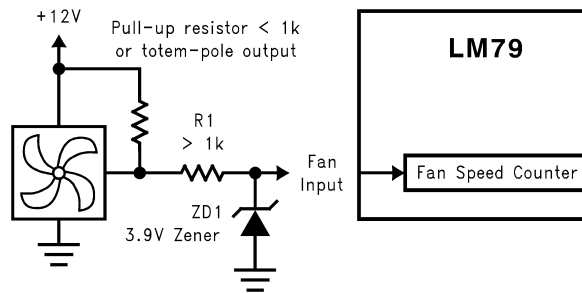 +12V
Pull-up resistor < 1k
or totem-pole output
R1
> 1k
Fan
Input
ZD1
3.9V Zener
LM79
Fan Speed Counter